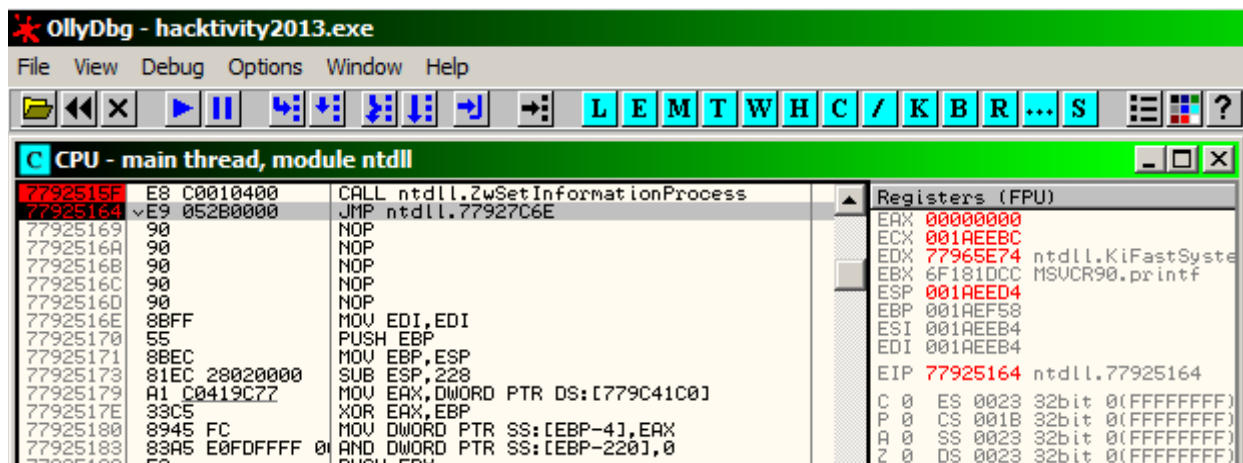 OllyDbg - hacktivity2013.exe
File View Debug Options Window Help
L E M T W H C / K B R ... S ?
C CPU - main thread, module ntdll
7792515F E8 C0010400 CALL ntdll.ZwSetInformationProcess
77925164 E9 052B0000 JMP ntdll.77927C6E
77925169 90 NOP
7792516A 90 NOP
7792516B 90 NOP
7792516C 90 NOP
7792516D 90 NOP
7792516E 8BFF MOV EDI,EDI
77925170 55 PUSH EBP
77925171 8BEC MOV EBP,ESP
77925173 81EC 28020000 SUB ESP,228
77925179 A1 C0419C77 MOV EAX,DWORD PTR DS:[779C41C0]
7792517E 33C5 XOR EAX,EBP
77925180 8945 FC MOV DWORD PTR SS:[EBP-4],EAX
77925183 83A5 E0FDFFFF 0 AND DWORD PTR SS:[EBP-220],0
Registers (FPU)
EAX 00000000
ECX 001AEEBC
EDX 77965E74 ntdll.KiFastSyste
EBX 6F181DCC MSVCR90.printf
ESP 001AEED4
EBP 001AEF58
ESI 001AEEB4
EDI 001AEEB4
EIP 77925164 ntdll.77925164
C 0 ES 0023 32bit 0(FFFFFFFF)
P 0 CS 001B 32bit 0(FFFFFFFF)
A 0 SS 0023 32bit 0(FFFFFFFF)
Z 0 DS 0023 32bit 0(FFFFFFFF)